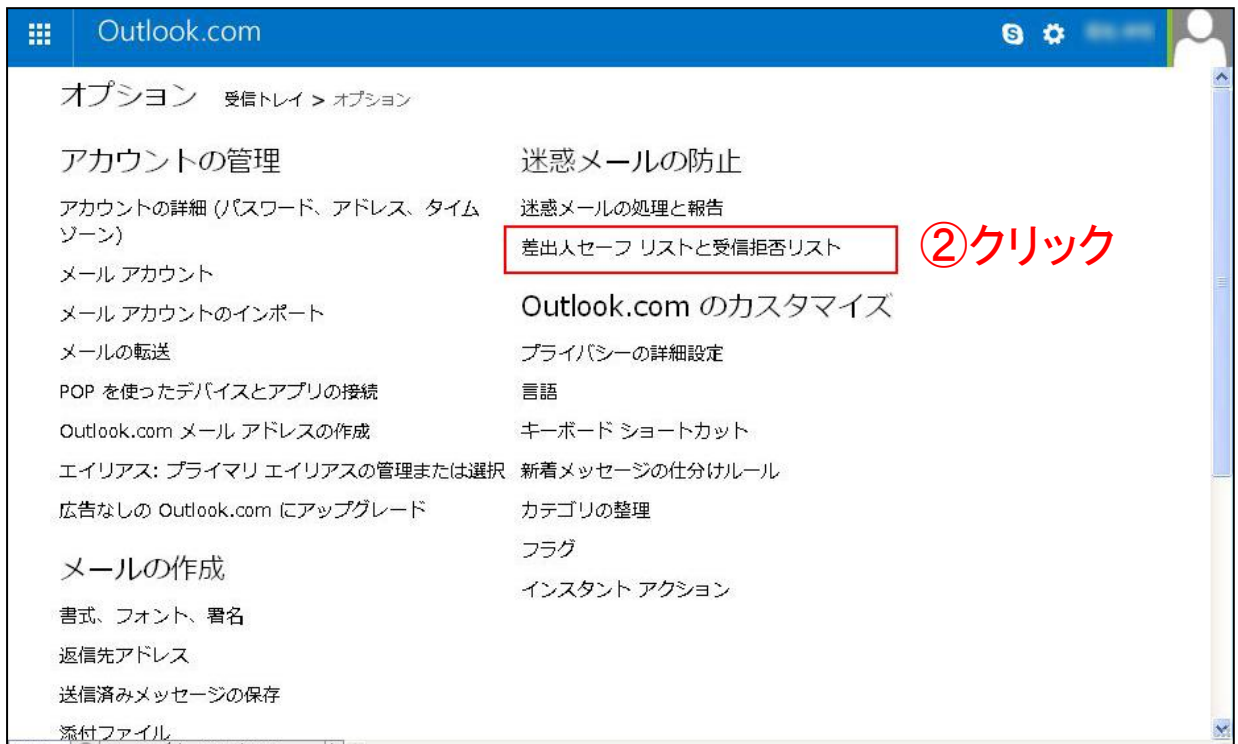 Outlook.com
オプション 受信トレイ > オプション
アカウントの管理
アカウントの詳細 (パスワード、アドレス、タイム
ゾーン)
メール アカウント
メール アカウントのインポート
メールの転送
POP を使ったデバイスとアプリの接続
Outlook.com メール アドレスの作成
エイリアス: プライマリ エイリアスの管理または選択
広告なしの Outlook.com にアップグレード
メールの作成
書式、フォント、署名
返信先アドレス
送信済みメッセージの保存
添付ファイル
迷惑メールの防止
迷惑メールの処理と報告
差出人セーフ リストと受信拒否リスト
②クリック
Outlook.com のカスタマイズ
プライバシーの詳細設定
言語
キーボード ショートカット
新着メッセージの仕分けルール
カテゴリの整理
フラグ
インスタント アクション